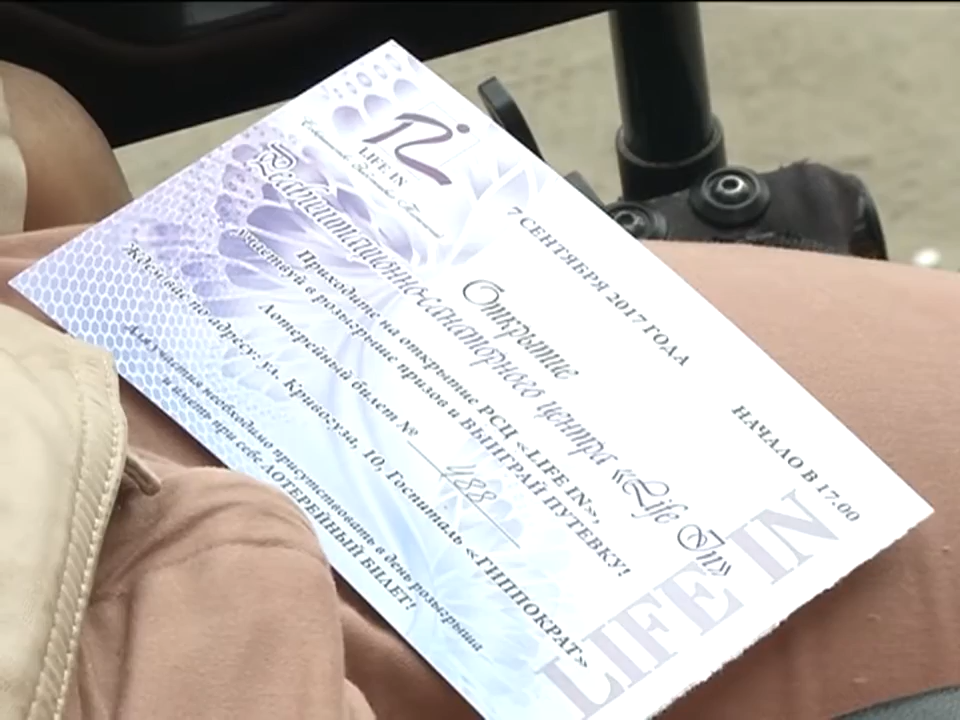 LIFE IN
7 СЕНТЯБРЯ 2017 ГОДА
НАЧАЛО В 17.00
Открытие
Реабилитационно-санаторного центра «Life In»
Приходите на открытие РСЦ «LIFE IN»,
участвуй в розыгрыше призов и ВЫИГРАЙ ПУТЕВКУ!
Лотерейный билет № 488
Ждем вас по адресу: ул. Кривоуза, 10, Госпиталь «ГИППОКРАТ»
Для участия необходимо присутствовать в день розыгрыша
и иметь при себе ЛОТЕРЕЙНЫЙ БИЛЕТ!
LIFE IN